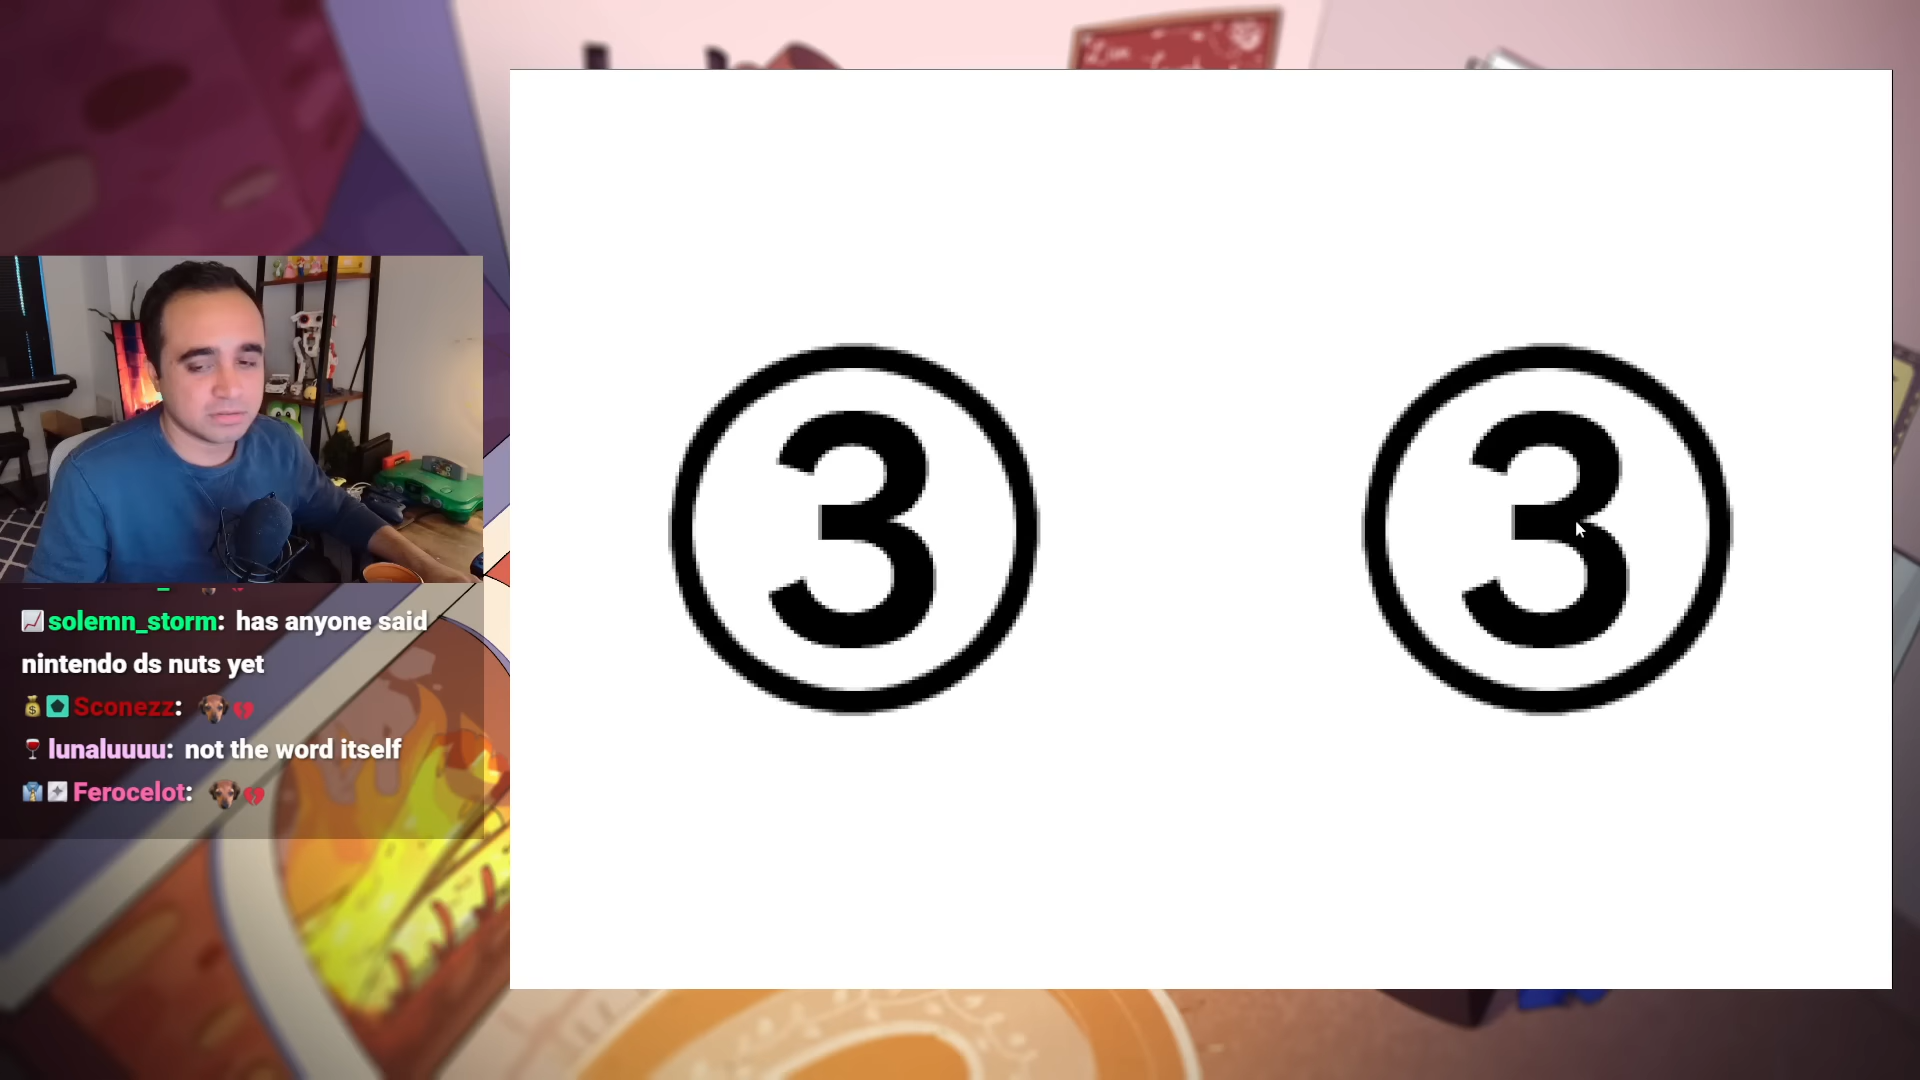 ③ ③
solemn_storm: has anyone said
nintendo ds nuts yet
Sconezz:
lunaluuuu: not the word itself
Ferocelot: